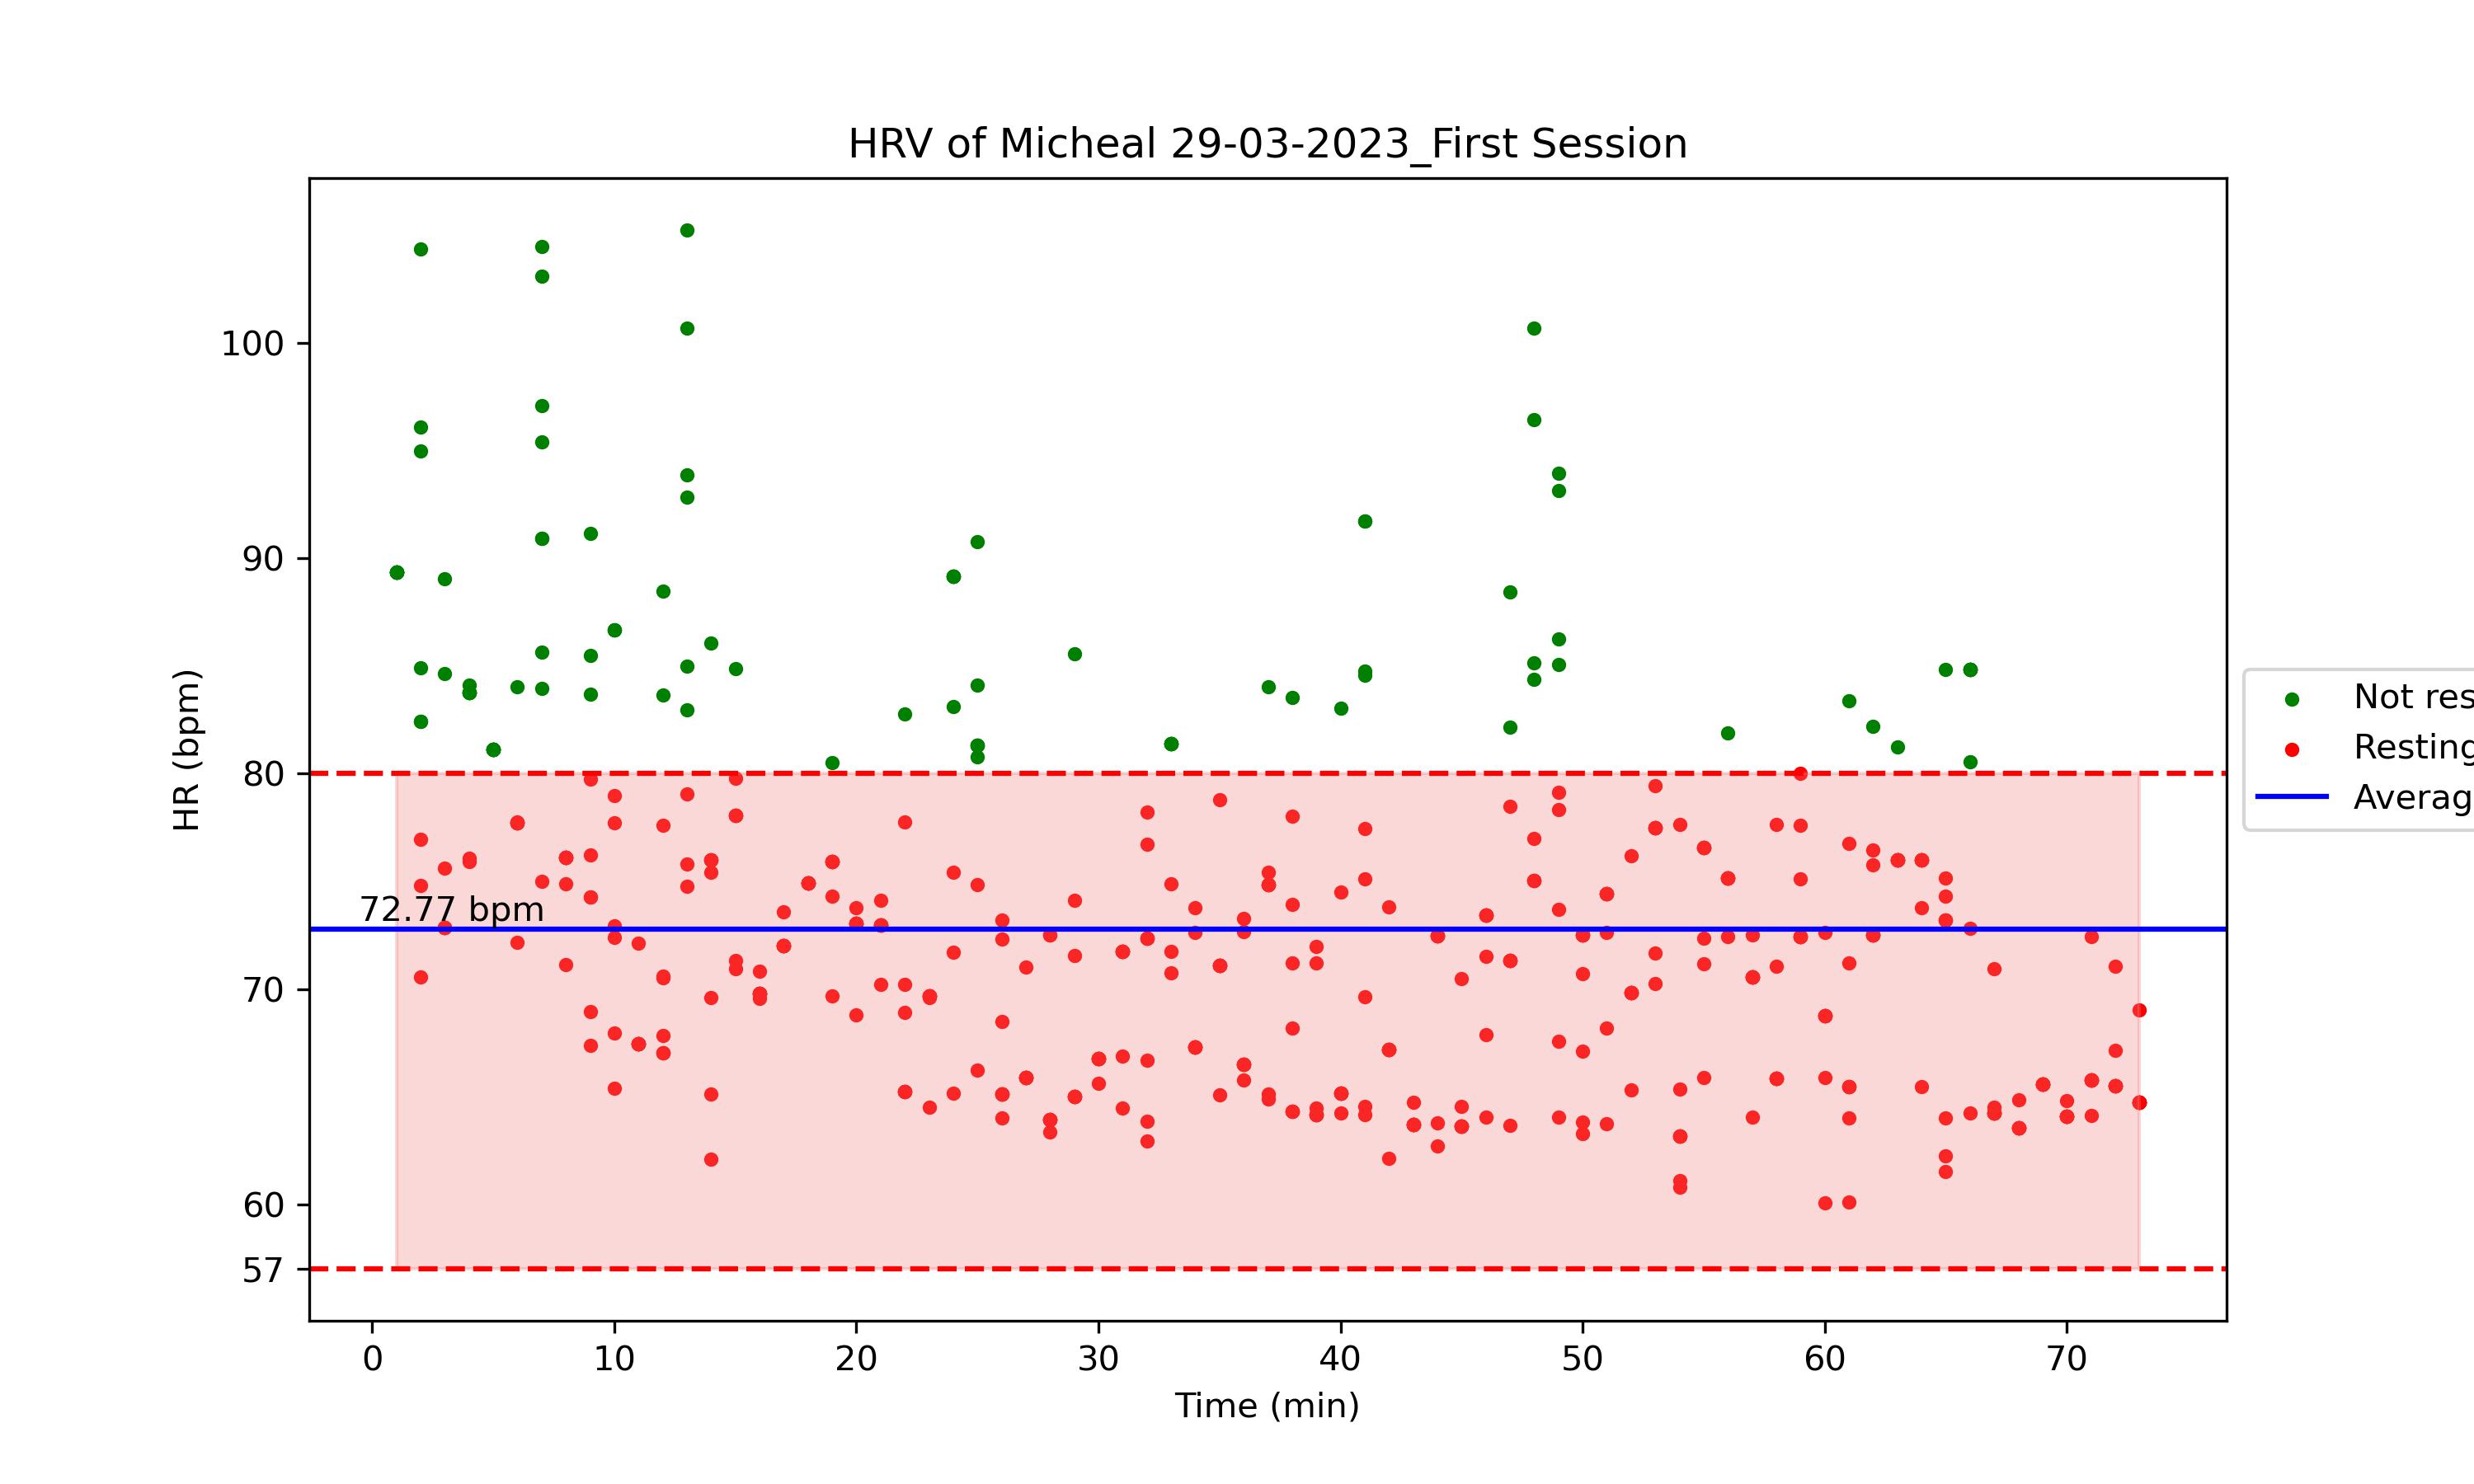 HRV of Micheal 29-03-2023_First Session
HR (bpm)
100
90
80
70
60
57
72.77 bpm
0 10 20 30 40 50 60 70
Time (min)
Not res
Resting
Averag